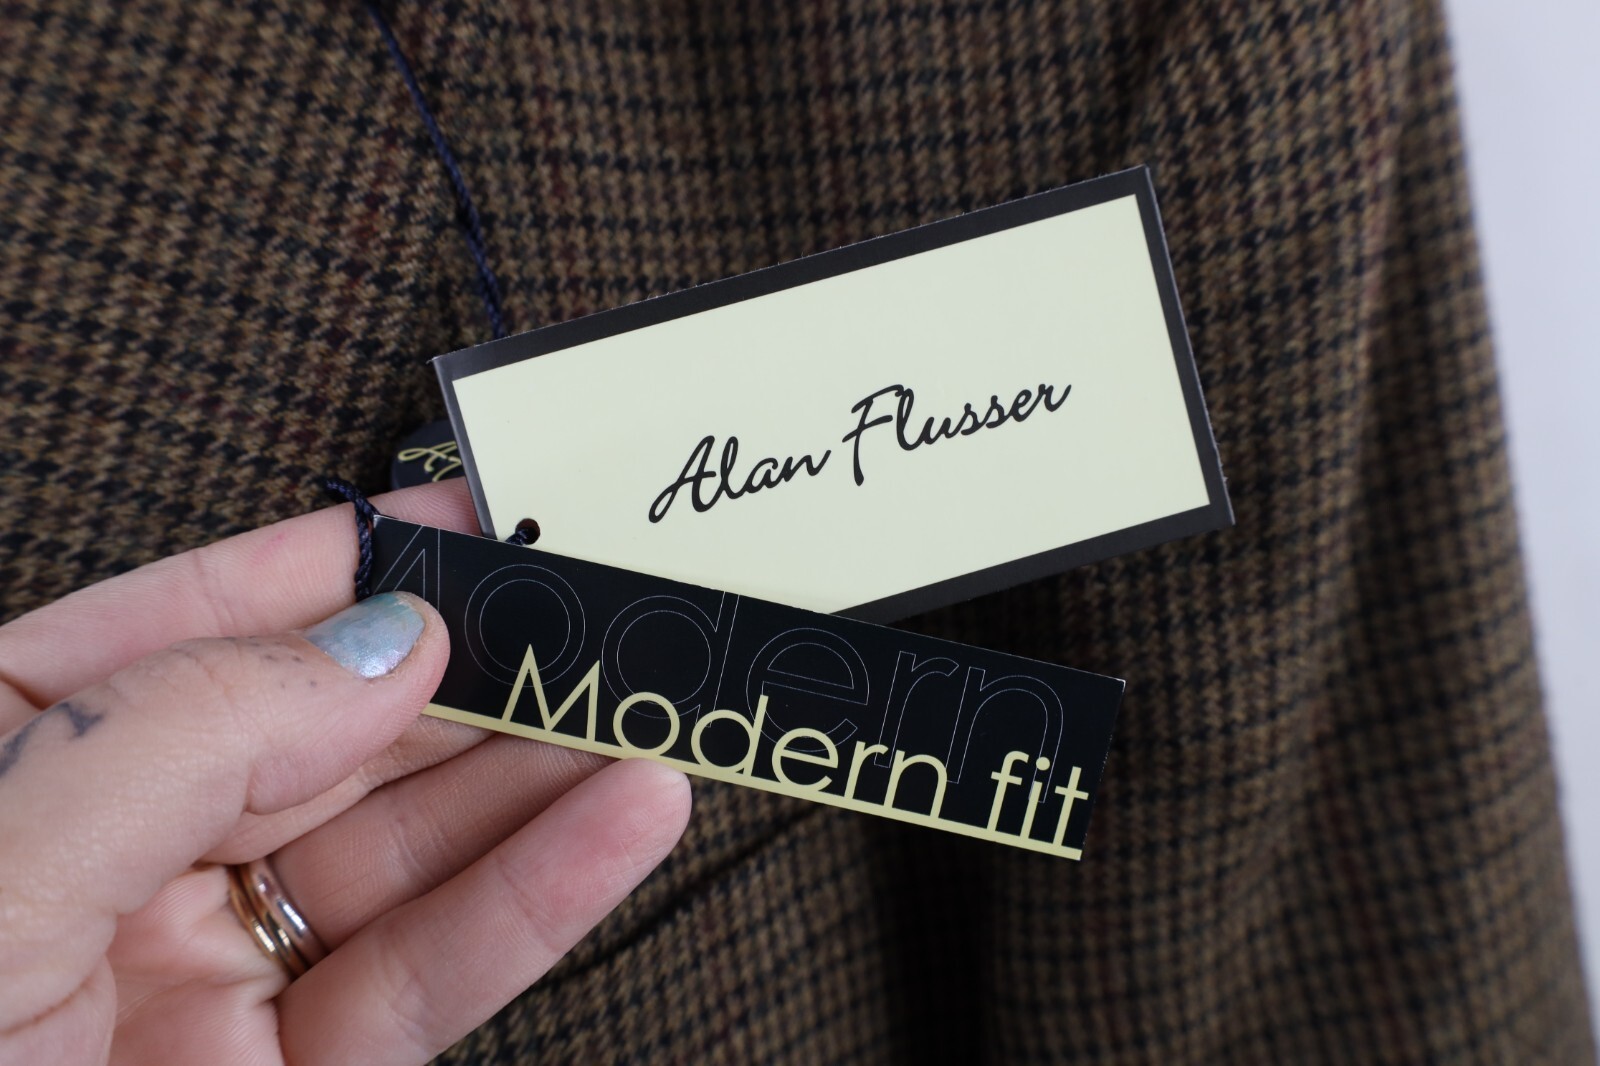 Alan Flusser
Modern
Modern fit